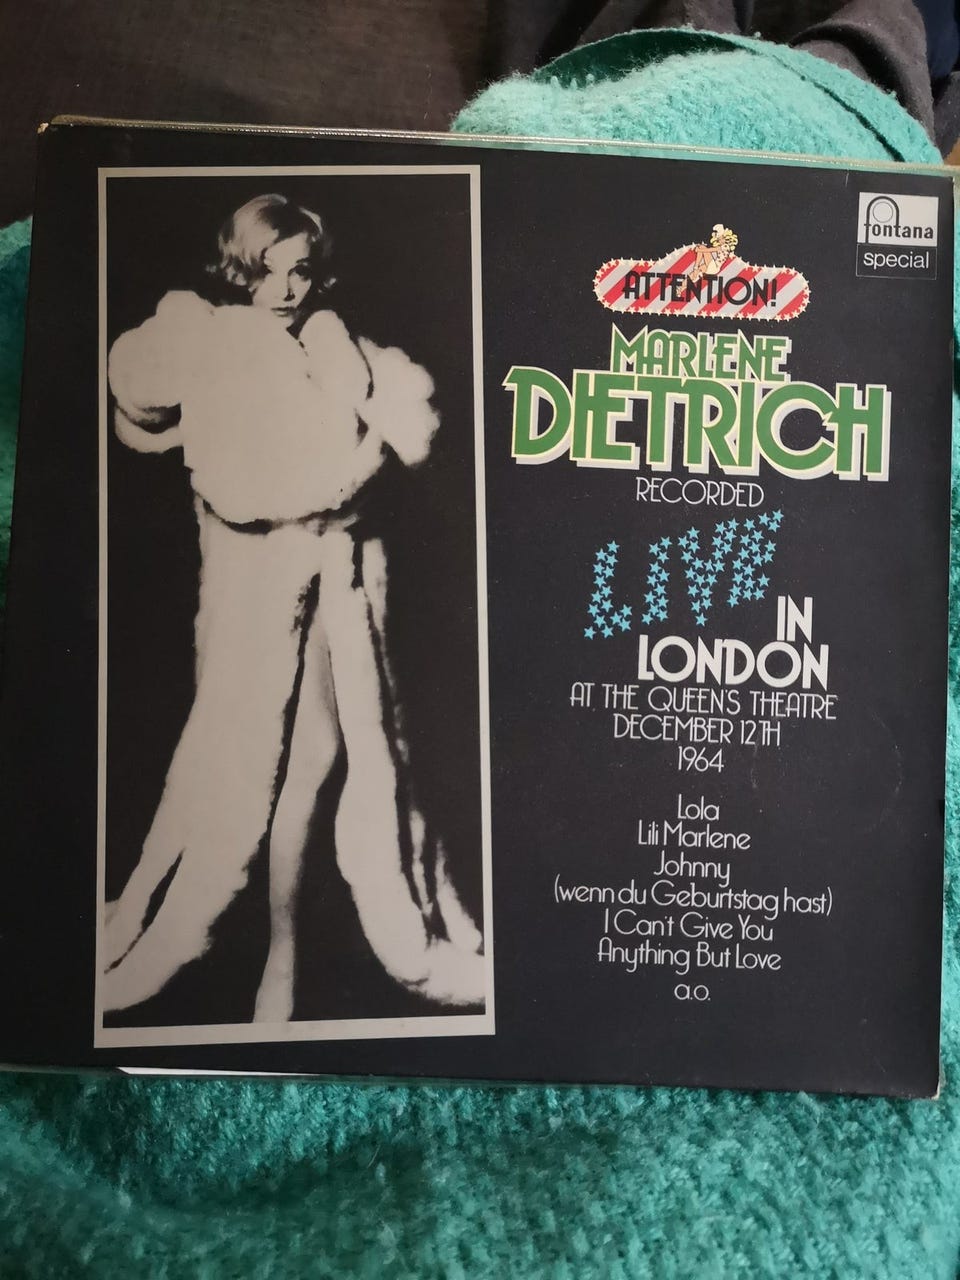 fontana
special
ATTENTION!
MARLENE
DIETRICH
RECORDED
LIVE
IN
LONDON
AT THE QUEEN'S THEATRE
DECEMBER 12TH
1964
Lola
Lili Marlene
Johnny
(wenn du Geburtstag hast)
I Can't Give You
Anything But Love
a.o.